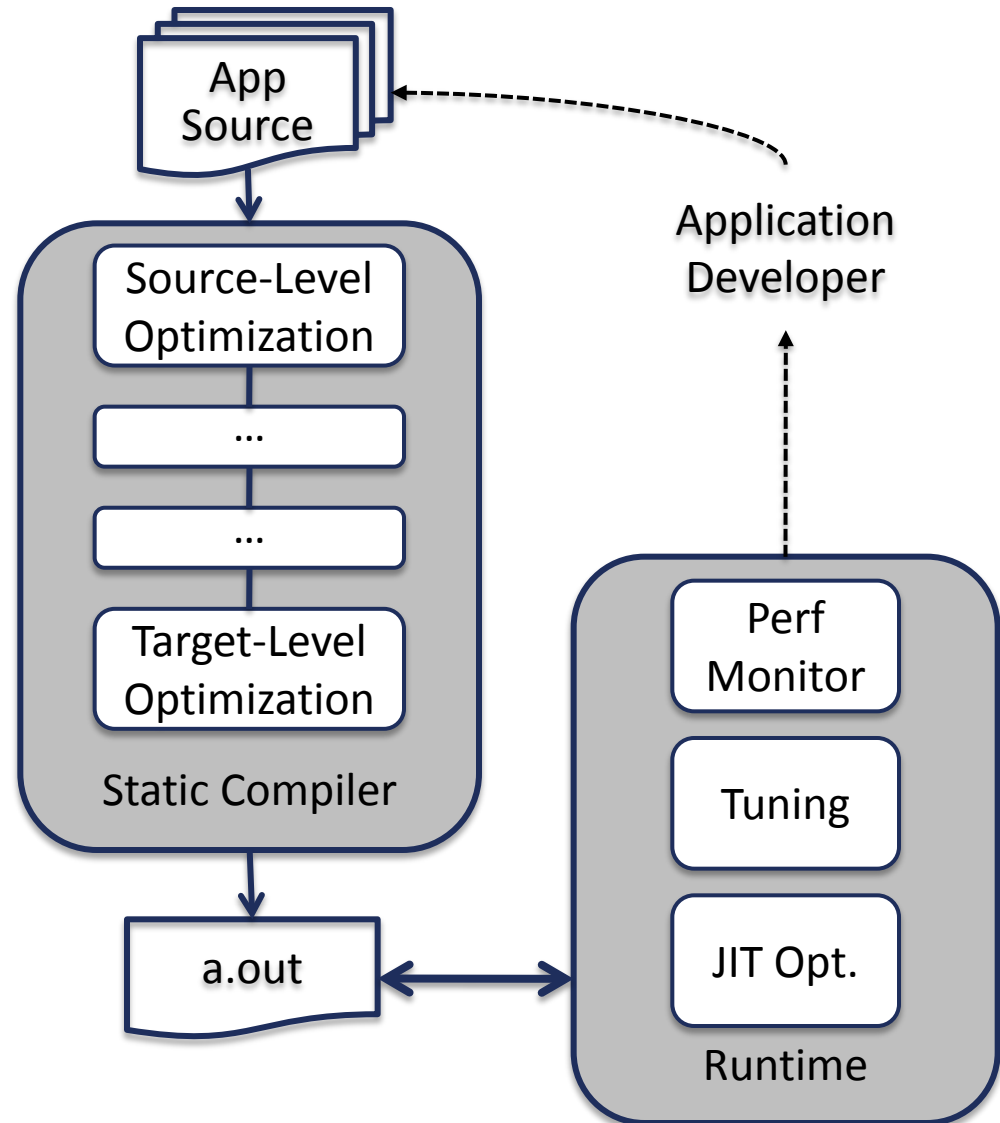 App
Source
Application
Developer
Source-Level
Optimization
...
...
Target-Level
Optimization
Static Compiler
a.out
Perf
Monitor
Tuning
JIT Opt.
Runtime